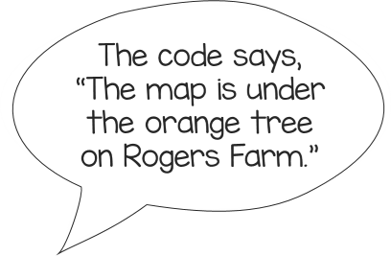 The code says,
“The map is under
the orange tree
on Rogers Farm.”